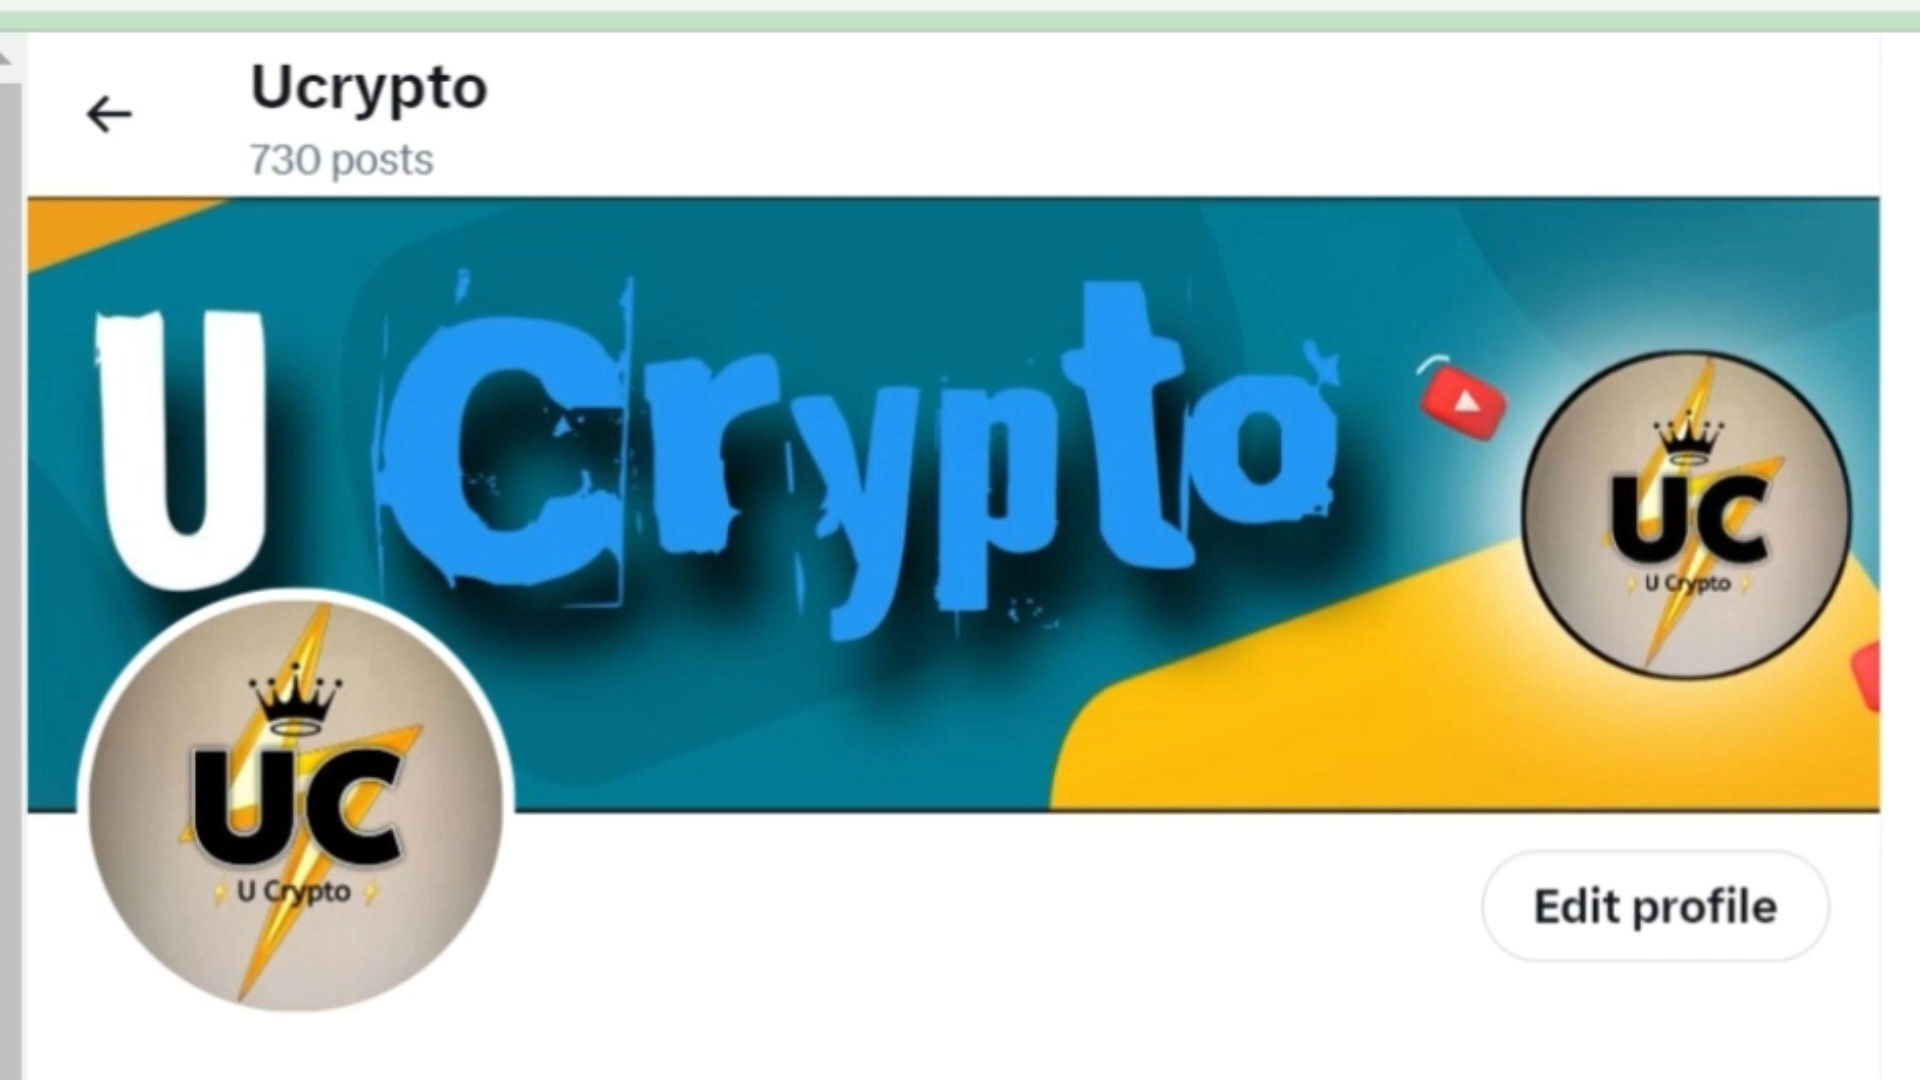 Ucrypto
730 posts
U Crypto
UC
U Crypto
UC
U Crypto
Edit profile